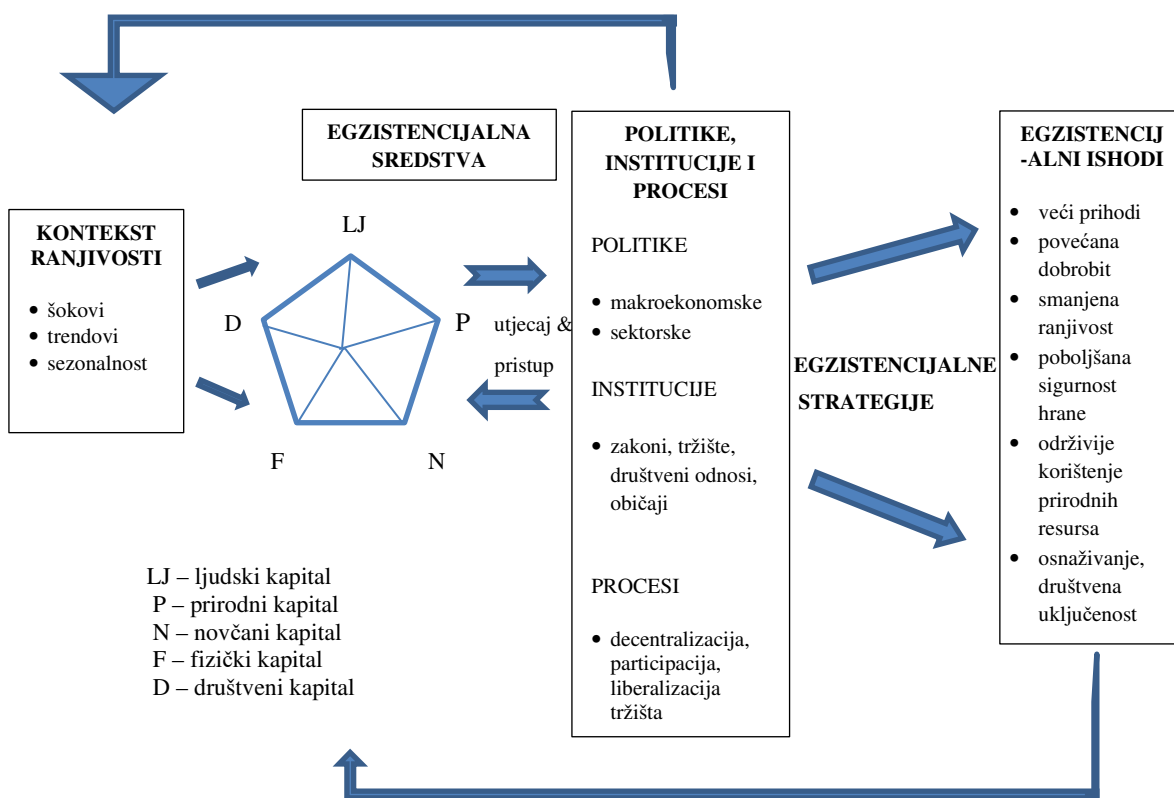 EGZISTENCIJALNA
SREDSTVA
POLITIKE,
INSTITUCIJE I
PROCESI
POLITIKE
• makroekonomske
• sektorske
INSTITUCIJE
• zakoni, tržište,
društveni odnosi,
običaji
PROCESI
• decentralizacija,
participacija,
liberalizacija
tržišta
EGZISTENCIJ
-ALNI ISHODI
• veći prihodi
• povećana
dobrobit
• smanjena
ranjivost
• poboljšana
sigurnost
hrane
• održivije
korištenje
prirodnih
resursa
• osnaživanje,
društvena
uključenost
KONTEKST
RANJIVOSTI
• šokovi
• trendovi
• sezonalnost
LJ
D
P
F
N
utjecaj &
pristup
EGZISTENCIJALNE
STRATEGIJE
LJ – ljudski kapital
P – prirodni kapital
N – novčani kapital
F – fizički kapital
D – društveni kapital